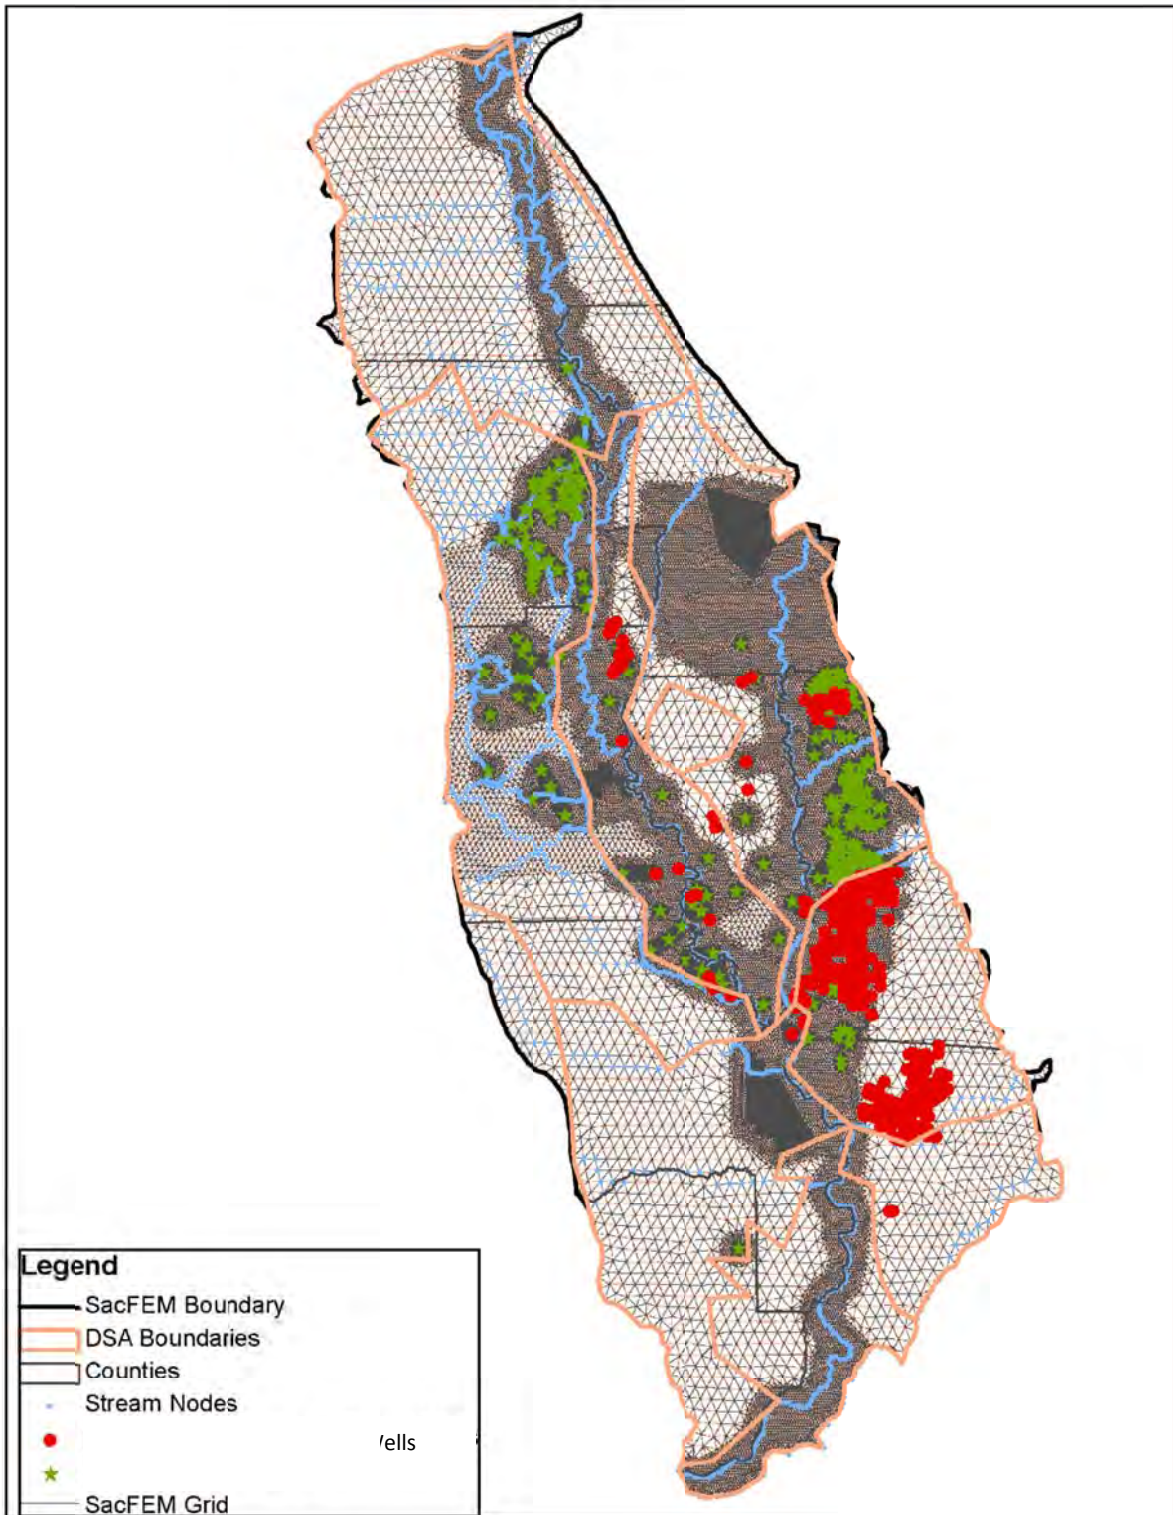 Legend
SacFEM Boundary
DSA Boundaries
Counties
Stream Nodes
SacFEM Grid